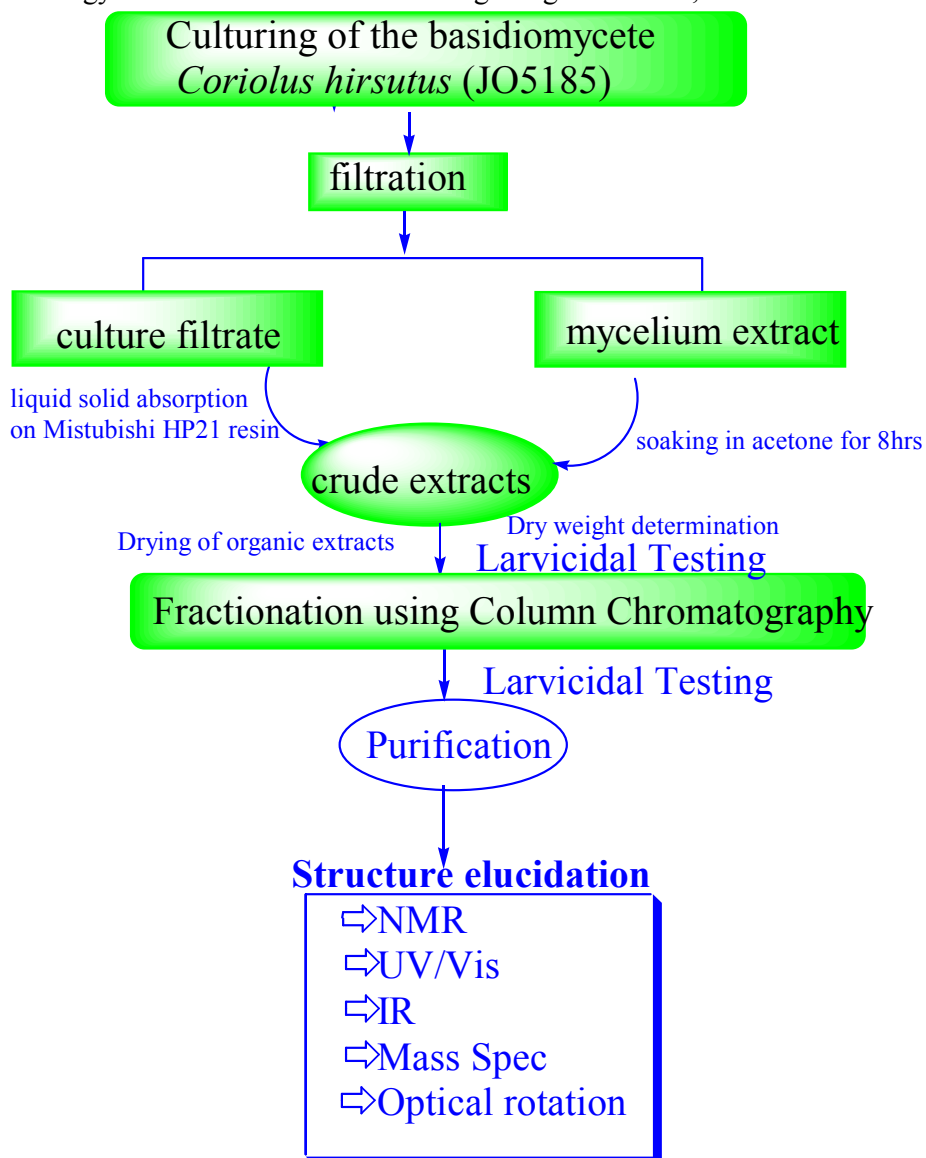 Culturing of the basidiomycete
Coriolus hirsutus (JO5185)
filtration
culture filtrate
mycelium extract
liquid solid absorption
on Mistubishi HP21 resin
soaking in acetone for 8hrs
crude extracts
Drying of organic extracts
Dry weight determination
Larvicidal Testing
Fractionation using Column Chromatography
Larvicidal Testing
Purification
Structure elucidation
⇨NMR
⇨UV/Vis
⇨IR
⇨Mass Spec
⇨Optical rotation